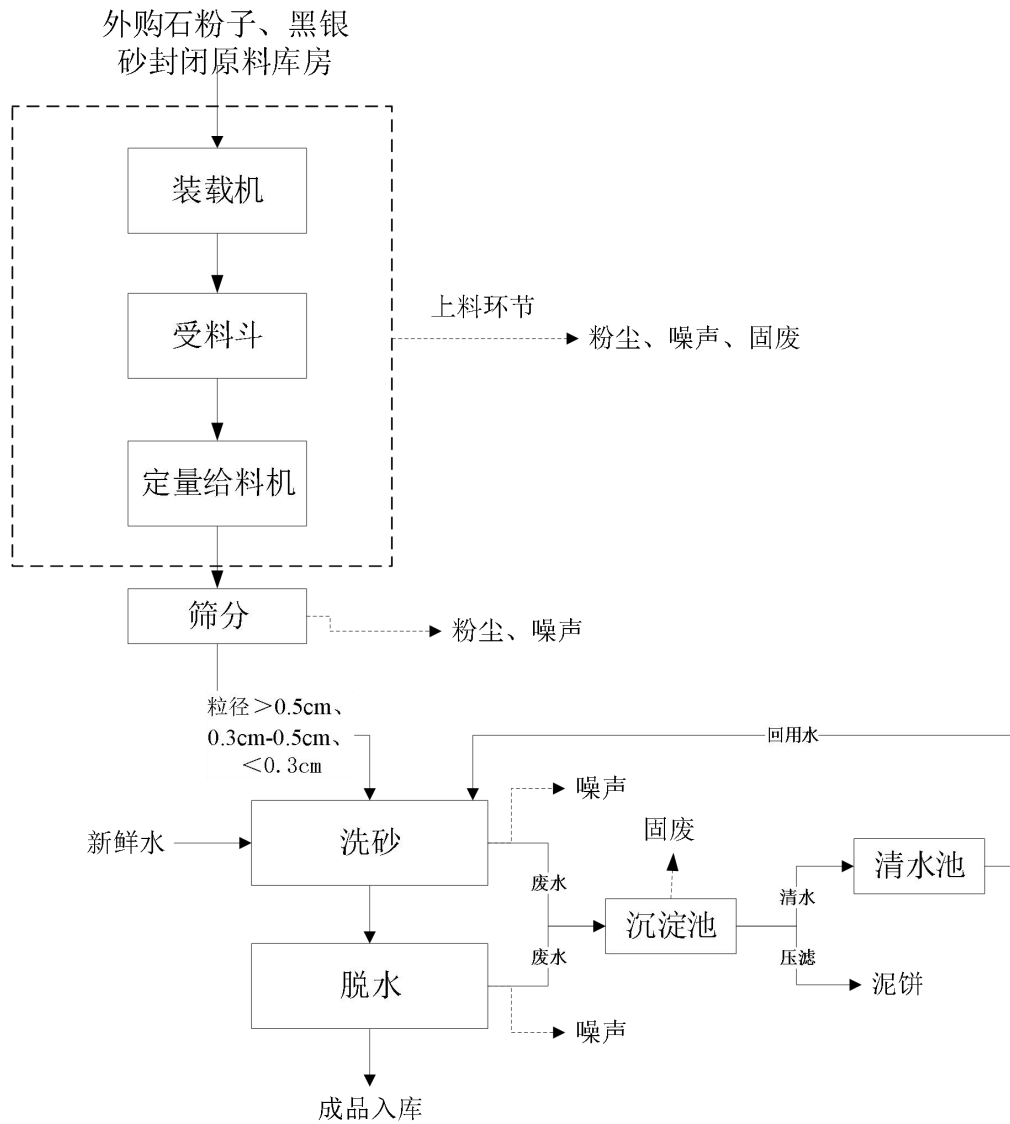 外购石粉子、黑银
砂封闭原料库房
装载机
受料斗
上料环节
粉尘、噪声、固废
定量给料机
筛分
粉尘、噪声
粒径＞0.5cm、
0.3cm-0.5cm、
＜0.3cm
回用水
噪声
新鲜水
洗砂
固废
废水
清水
清水池
沉淀池
废水
压滤
脱水
泥饼
噪声
成品入库